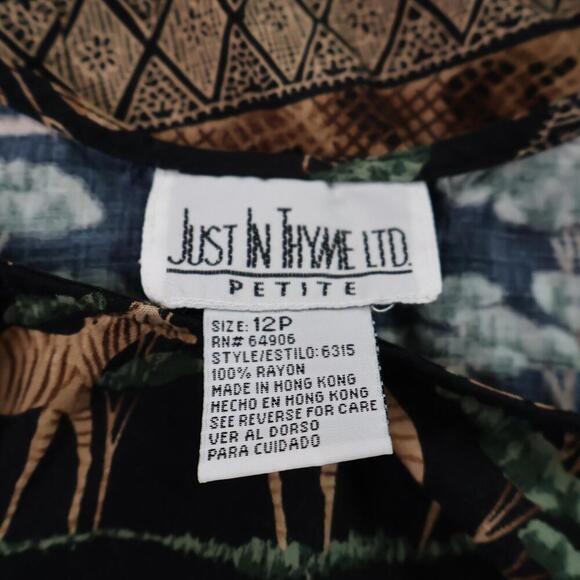 JUST IN THYME LTD.
PETITE
SIZE: 12P
RN# 64906
STYLE/ESTILO: 6315
100% RAYON
MADE IN HONG KONG
HECHO EN HONG KONG
SEE REVERSE FOR CARE
VER AL DORSO
PARA CUIDADO